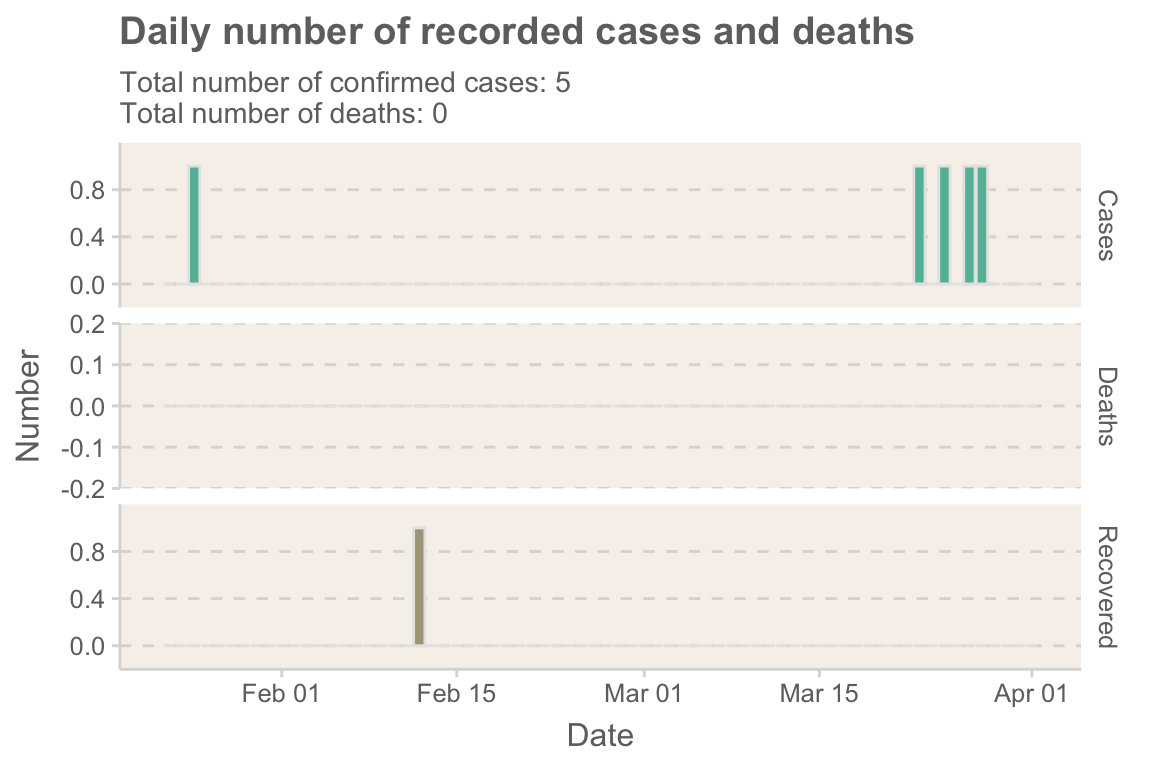 Daily number of recorded cases and deaths
Total number of confirmed cases: 5
Total number of deaths: 0
0.8
0.4
0.0
Cases
0.2
0.1
0.0
-0.1
-0.2
Deaths
Number
0.8
0.4
0.0
Recovered
Feb 01 Feb 15 Mar 01 Mar 15 Apr 01
Date